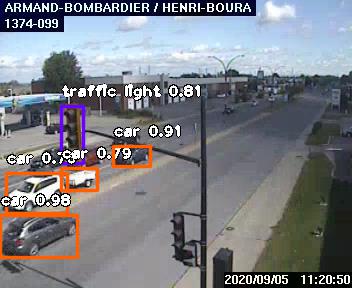 ARMAND-BOMBARDIER / HENRI-BOURA
1374-099
traffic light 0.81
car 0.91
car 0.79
car 0.98
2020/09/05 11:20:50